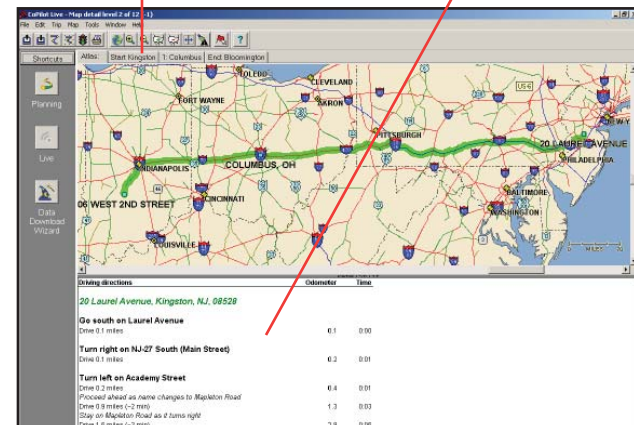 CoPilot Live - Map detail level 2 of 12 (-1)
File Edit Trip Map Tools Window Help
Shortcuts
Atlas: Start Kingston 1: Columbus End Bloomington
Planning
Live
Data
Download
Wizard
TOLEDO
CLEVELAND
US-6
FORT WAYNE
AKRON
NEW Y
PITTSBURGH
20 LAUREL AVENUE
PHILADELPHIA
INDIANAPOLIS
COLUMBUS, OH
BALTIMORE
06 WEST 2ND STREET
CINCINNATI
WASHINGTON
LOUISVILLE
MILES
Driving directions Odometer Time
20 Laurel Avenue, Kingston, NJ, 08528
Go south on Laurel Avenue
Drive 0.1 miles 0.1 0:00
Turn right on NJ-27 South (Main Street)
Drive 0.1 miles 0.2 0:01
Turn left on Academy Street
Drive 0.2 miles 0.4 0:01
Proceed ahead as name changes to Mapleton Road
Drive 0.9 miles (~2 min) 1.3 0:03
Stay on Mapleton Road as it turns right